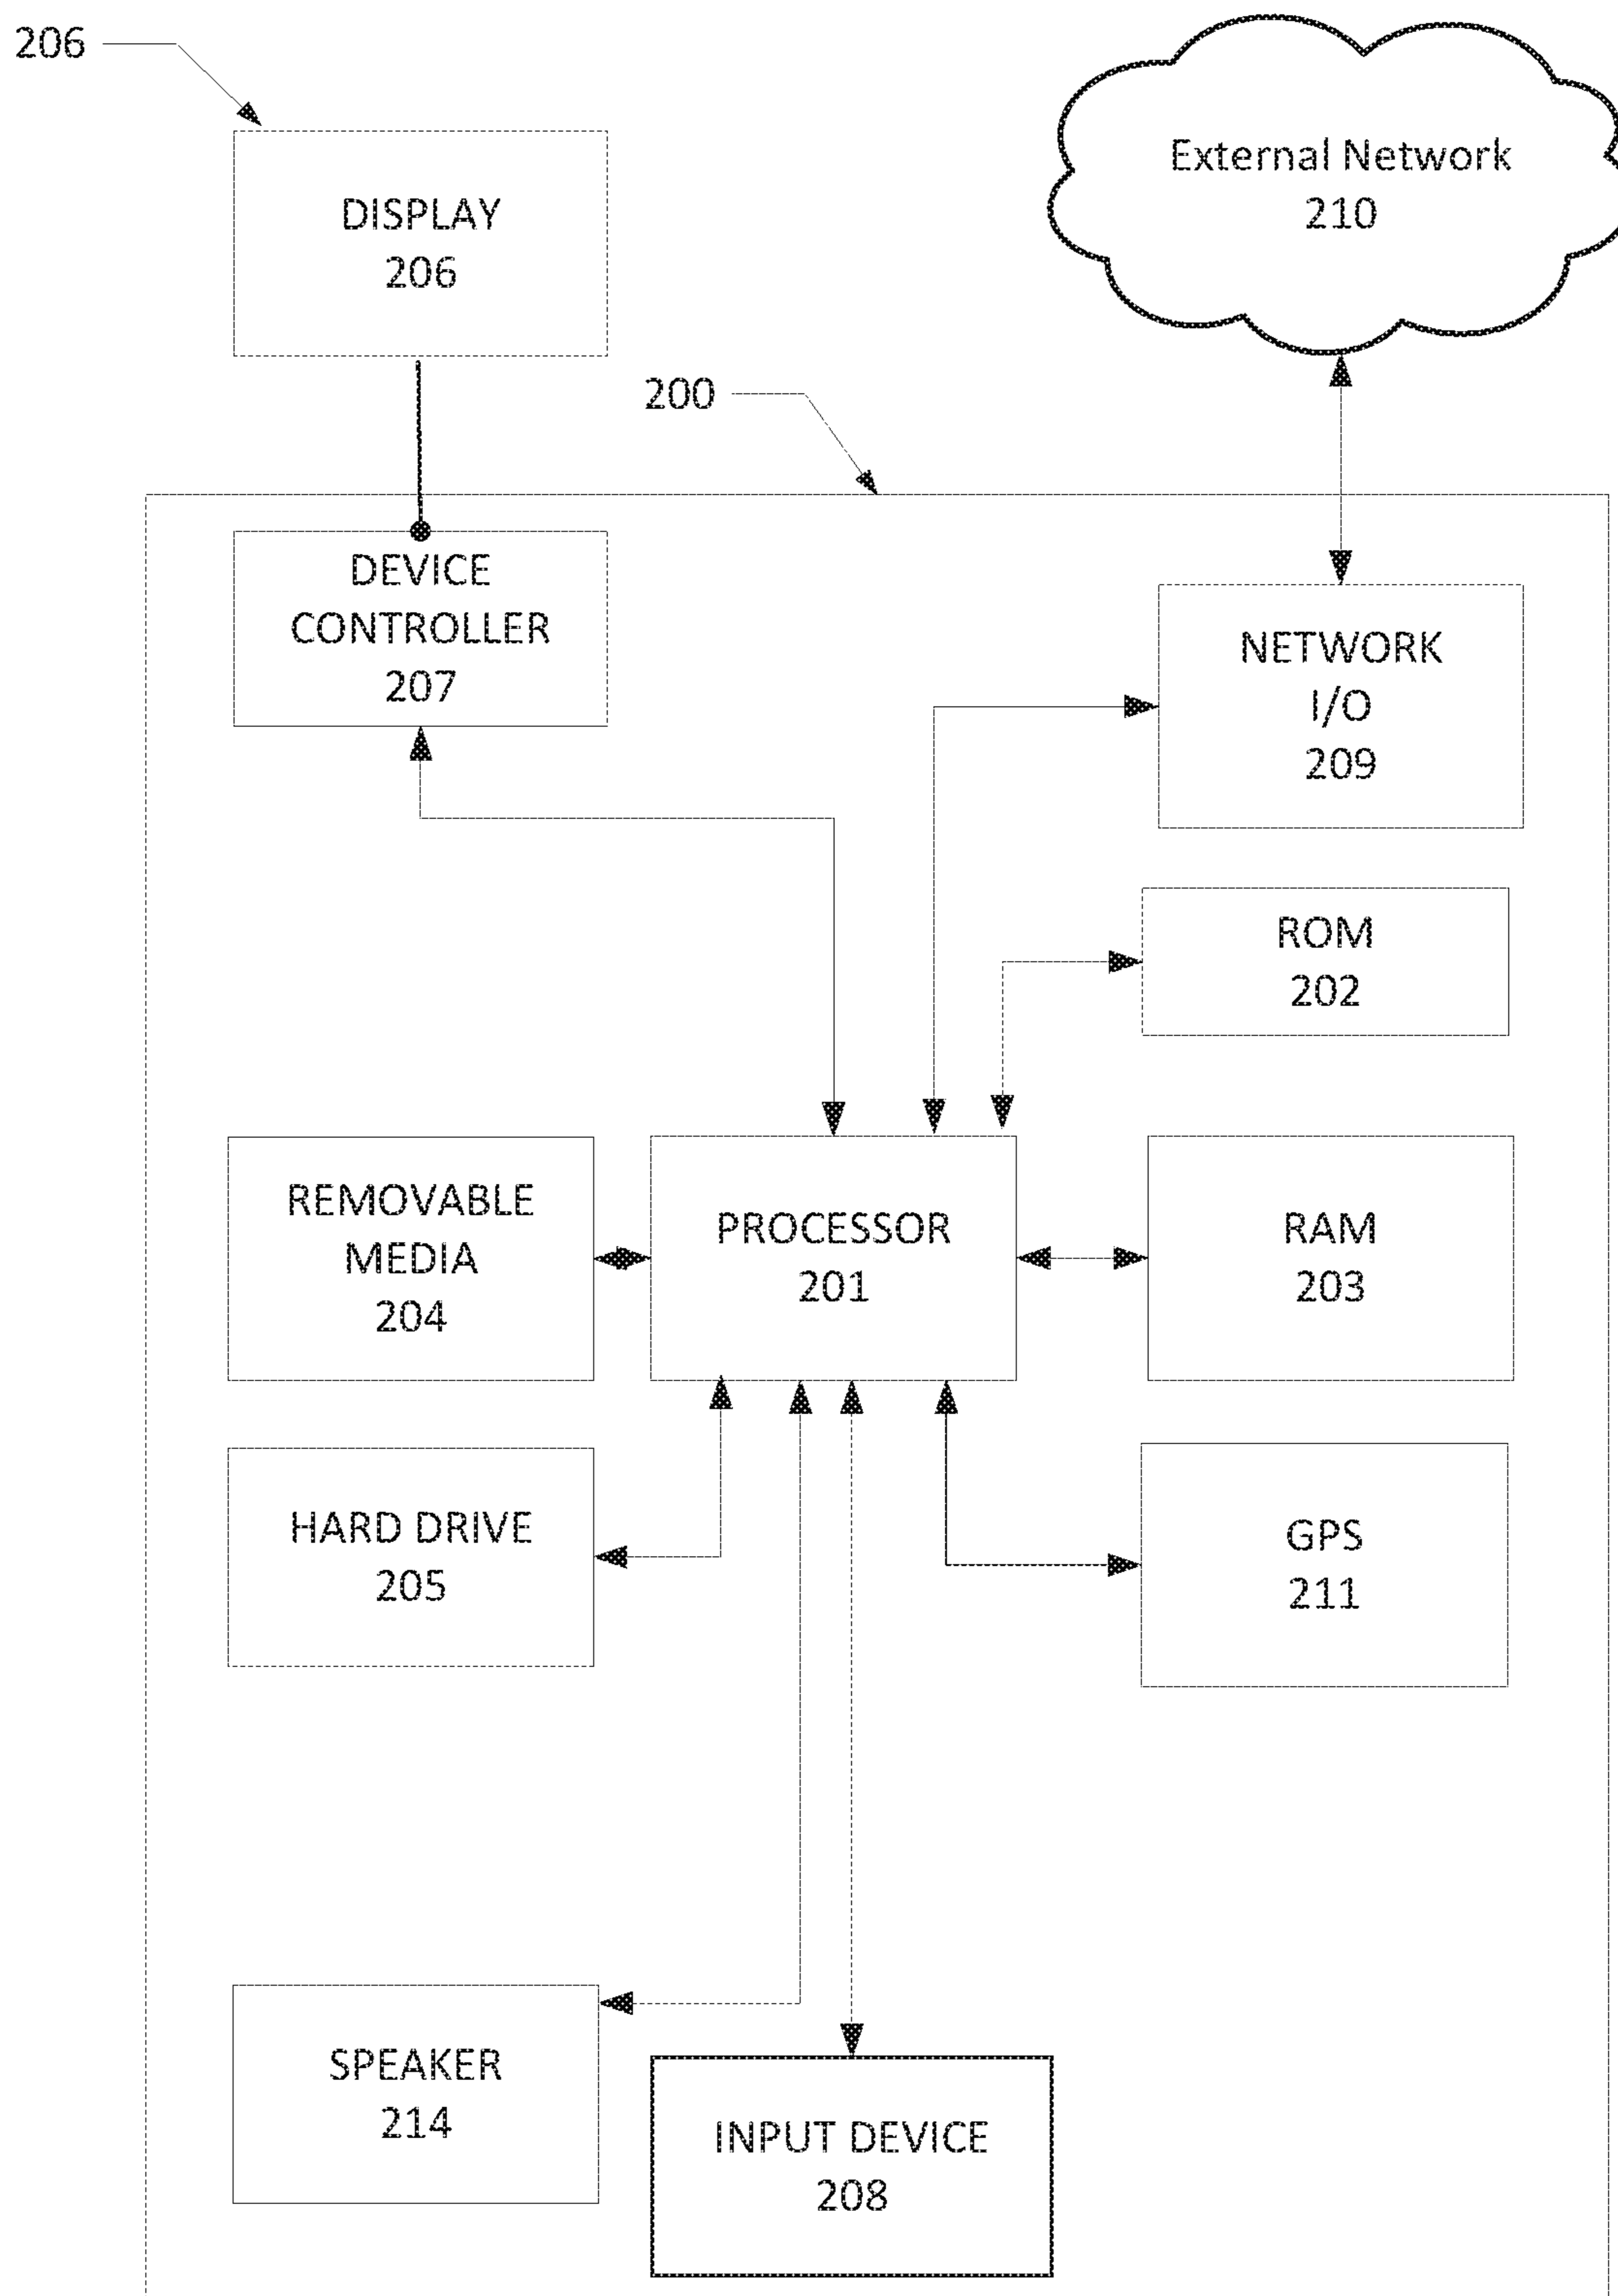 206
DISPLAY
206
External Network
210
200
DEVICE
CONTROLLER
207
NETWORK
I/O
209
ROM
202
REMOVABLE
MEDIA
204
PROCESSOR
201
RAM
203
HARD DRIVE
205
GPS
211
SPEAKER
214
INPUT DEVICE
208